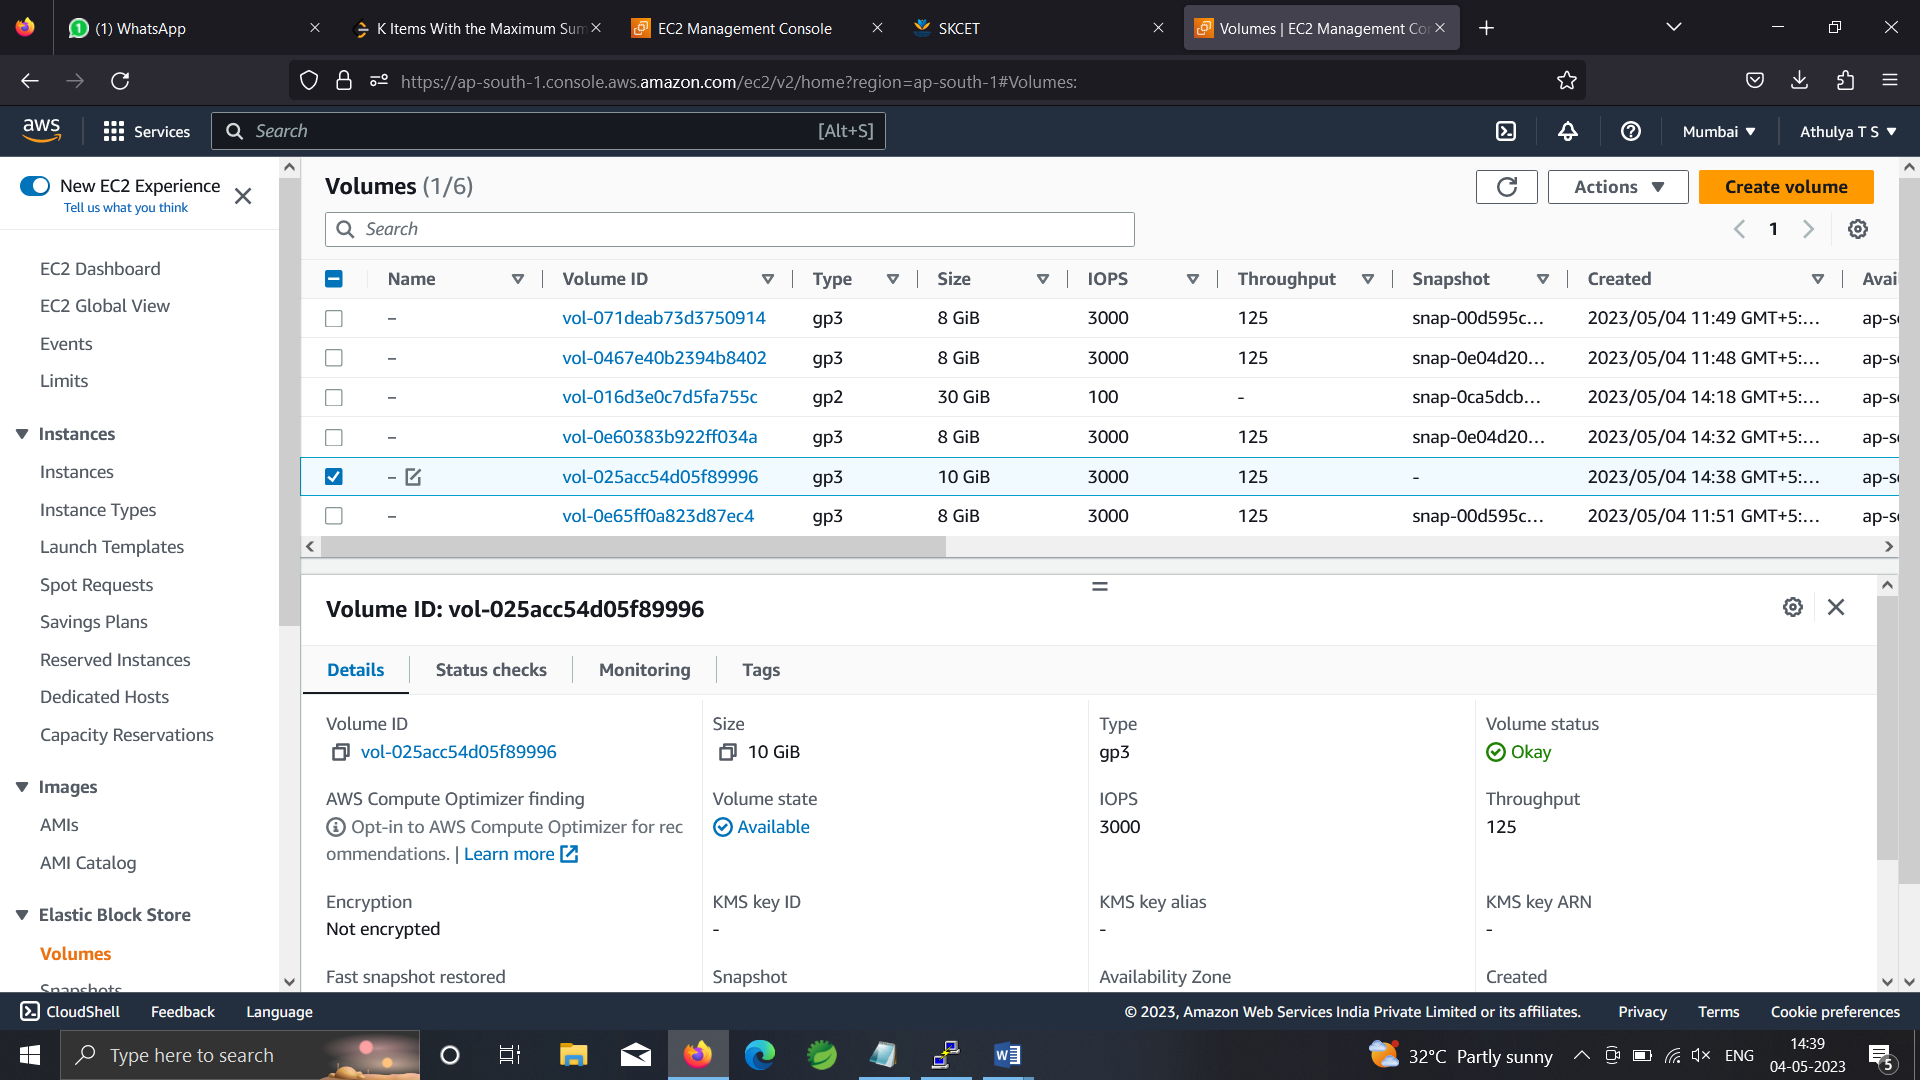 (1) WhatsApp
K Items With the Maximum Sum
EC2 Management Console
SKCET
Volumes | EC2 Management Co
https://ap-south-1.console.aws.amazon.com/ec2/v2/home?region=ap-south-1#Volumes:
aws
Services
Search
[Alt+S]
Mumbai
Athulya T S
New EC2 Experience
Tell us what you think
EC2 Dashboard
EC2 Global View
Events
Limits
Instances
Instances
Instance Types
Launch Templates
Spot Requests
Savings Plans
Reserved Instances
Dedicated Hosts
Capacity Reservations
Images
AMIs
AMI Catalog
Elastic Block Store
Volumes
Snapshots
Volumes (1/6)
Actions
Create volume
Search
1
Name Volume ID Type Size IOPS Throughput Snapshot Created Avai
– vol-071deab73d3750914 gp3 8 GiB 3000 125 snap-00d595c... 2023/05/04 11:49 GMT+5:... ap-s
– vol-0467e40b2394b8402 gp3 8 GiB 3000 125 snap-0e04d20... 2023/05/04 11:48 GMT+5:... ap-s
– vol-016d3e0c7d5fa755c gp2 30 GiB 100 - snap-0ca5dcb... 2023/05/04 14:18 GMT+5:... ap-s
– vol-0e60383b922ff034a gp3 8 GiB 3000 125 snap-0e04d20... 2023/05/04 14:32 GMT+5:... ap-s
– vol-025acc54d05f89996 gp3 10 GiB 3000 125 - 2023/05/04 14:38 GMT+5:... ap-s
– vol-0e65ff0a823d87ec4 gp3 8 GiB 3000 125 snap-00d595c... 2023/05/04 11:51 GMT+5:... ap-s
Volume ID: vol-025acc54d05f89996
Details
Status checks
Monitoring
Tags
Volume ID
vol-025acc54d05f89996
Size
10 GiB
Type
gp3
Volume status
Okay
AWS Compute Optimizer finding
Opt-in to AWS Compute Optimizer for rec
ommendations. | Learn more
Volume state
Available
IOPS
3000
Throughput
125
Encryption
Not encrypted
KMS key ID
-
KMS key alias
-
KMS key ARN
-
Fast snapshot restored
Snapshot
Availability Zone
Created
CloudShell
Feedback
Language
© 2023, Amazon Web Services India Private Limited or its affiliates.
Privacy
Terms
Cookie preferences
Type here to search
32°C Partly sunny
ENG
14:39
04-05-2023
5